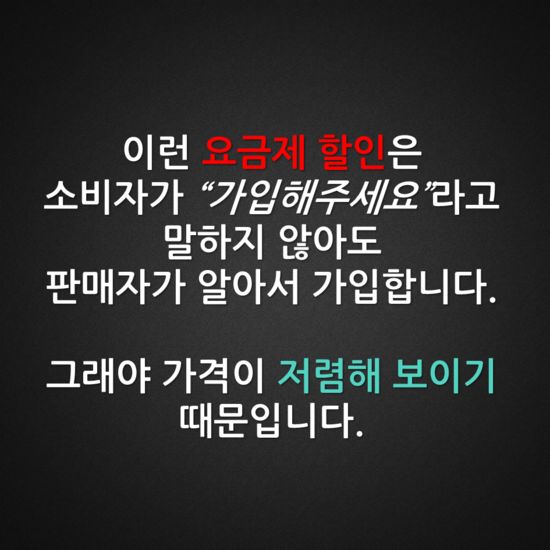 이런 요금제 할인은
소비자가 “가입해주세요”라고
말하지 않아도
판매자가 알아서 가입합니다.
그래야 가격이 저렴해 보이기
때문입니다.